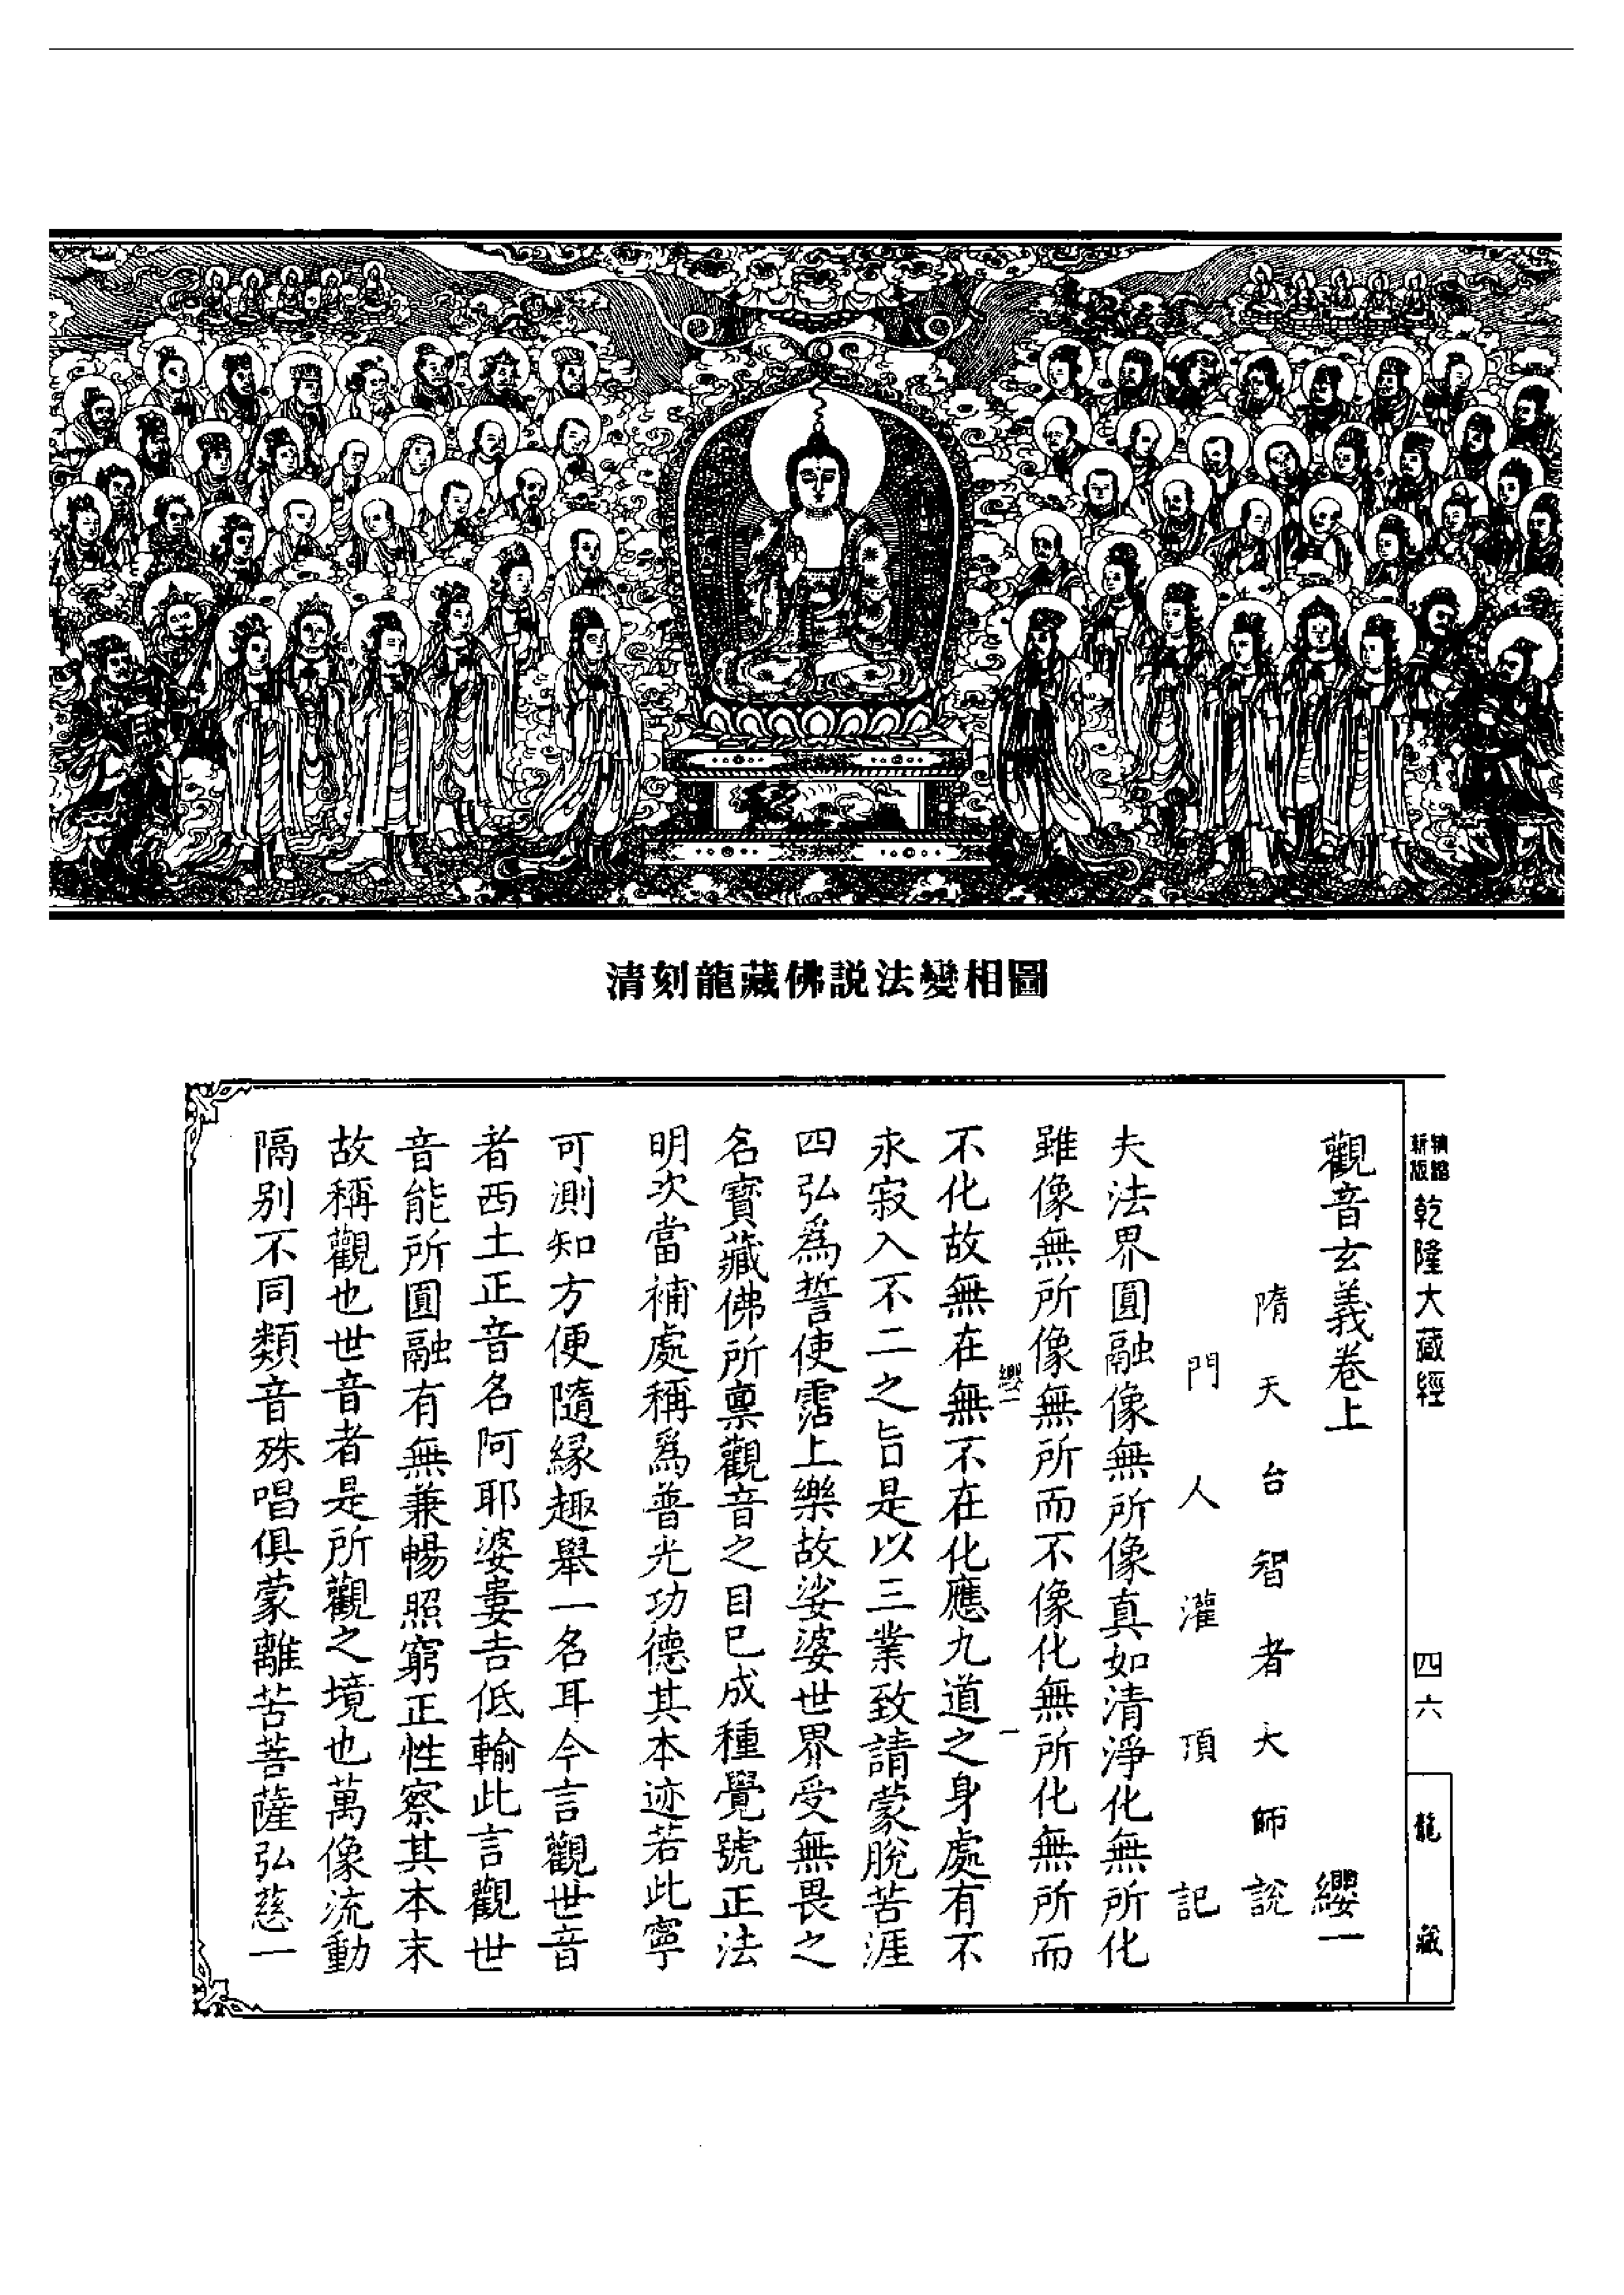 清刻龍藏佛説法變相圖
新版
乾隆大藏經
四六
龍藏
觀音玄義卷上
纓一
隋天台智者大師說
門人灌頂記
夫法界圓融像無所像真如清淨化無所化
雖像無所像無所而不像化無所化無所而
纓一
一
不化故無在無不在化應九道之身處有不
永寂入不二之旨是以三業致請蒙脫苦涯
四弘爲誓使霑上樂故娑婆世界受無畏之
名寶藏佛所稟觀音之目已成種覺號正法
明次當補處稱爲普光功德其本迹若此寧
可測知方便隨緣趣舉一名耳今言觀世音
者西土正音名阿耶婆婁吉低輸此言觀世
音能所圓融有無兼暢照窮正性察其本末
故稱觀也世音者是所觀之境也萬像流動
隔别不同類音殊唱俱蒙離苦菩薩弘慈一